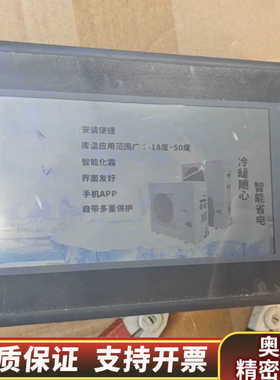 安装便捷
库温应用范围广：-18度-50度
智能化霜
界面友好
手机APP
自带多重保护
冷暖随心
智能省电
质保证 支持开票
奥
精密